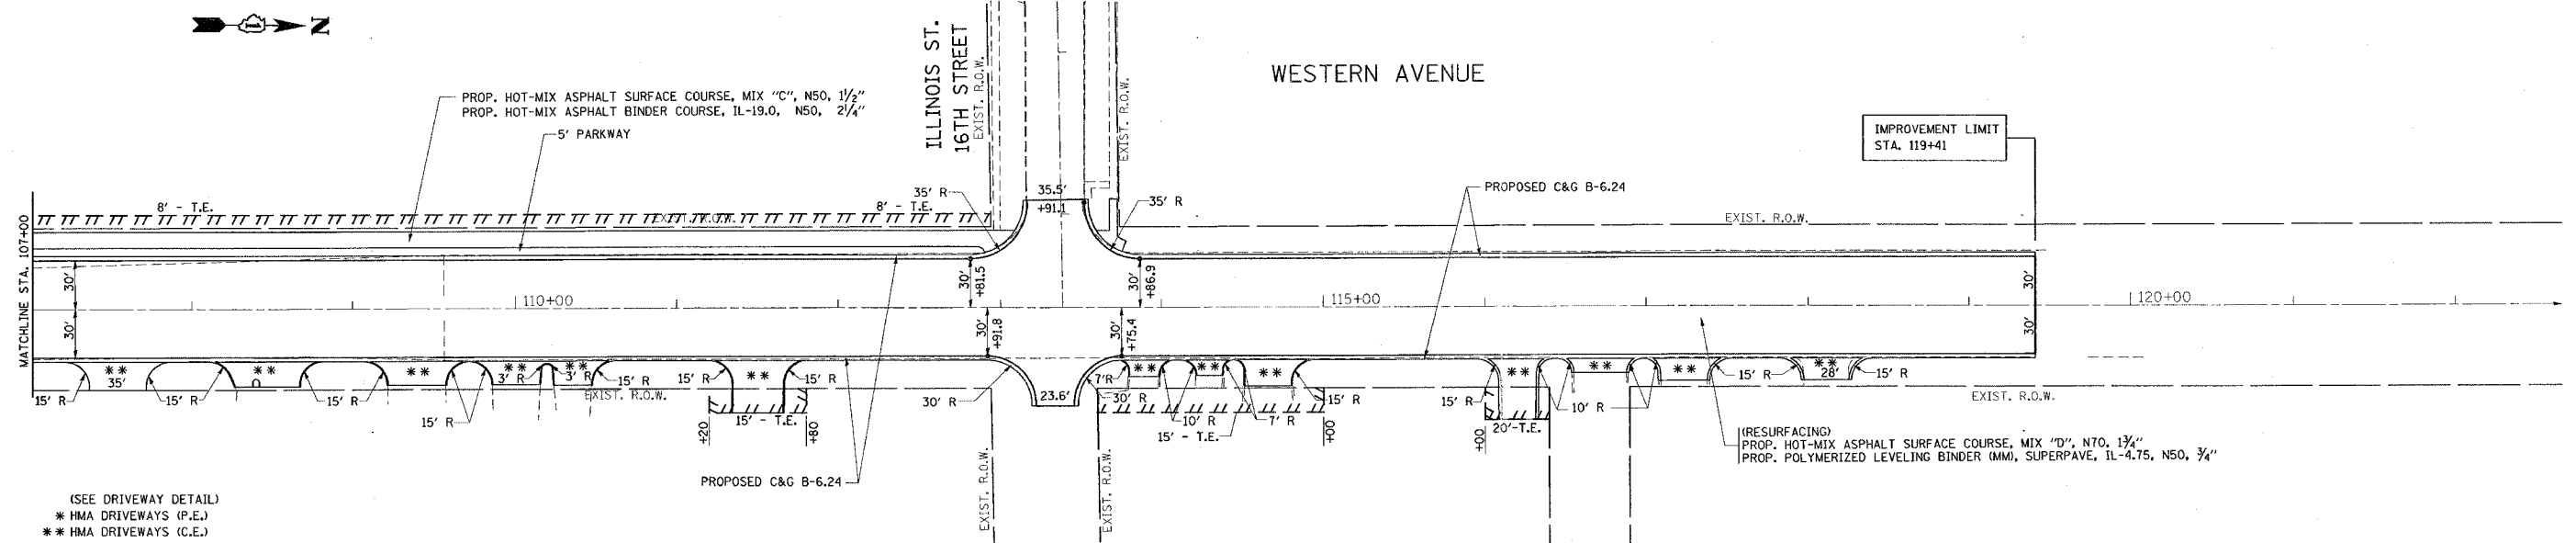 N
ILLINOIS ST.
16TH STREET
EXIST. R.O.W.
EXIST. R.O.W.
WESTERN AVENUE
PROP. HOT-MIX ASPHALT SURFACE COURSE, MIX "C", N50, 1½"
PROP. HOT-MIX ASPHALT BINDER COURSE, IL-19.0, N50, 2¼"
5' PARKWAY
IMPROVEMENT LIMIT
STA. 119+41
PROPOSED C&G B-6.24
35' R
35.5'
+91.1
35' R
8' - T.E.
EXIST. R.O.W.
8' - T.E.
EXIST. R.O.W.
MATCHLINE STA. 107+00
30'
30'
110+00
30'
+81.5
30'
+86.9
115+00
30'
30'
120+00
30'
+91.8
30'
+75.4
**
35'
**
**
**
3' R
3' R
**
15' R
15' R
**
15' R
7'R
**
**
**
**
**
**
**
28'
15' R
15' R
15' R
15' R
15' R
15' R
EXIST. R.O.W.
+20
15' - T.E.
+80
30' R
23.6'
30' R
10' R
7' R
15' - T.E.
15' R
+00
15' R
+00
20'-T.E.
10' R
15' R
EXIST. R.O.W.
(RESURFACING)
PROP. HOT-MIX ASPHALT SURFACE COURSE, MIX "D", N70, 1¾"
PROP. POLYMERIZED LEVELING BINDER (MM), SUPERPAVE, IL-4.75, N50, ¾"
PROPOSED C&G B-6.24
EXIST. R.O.W.
EXIST. R.O.W.
(SEE DRIVEWAY DETAIL)
* HMA DRIVEWAYS (P.E.)
** HMA DRIVEWAYS (C.E.)